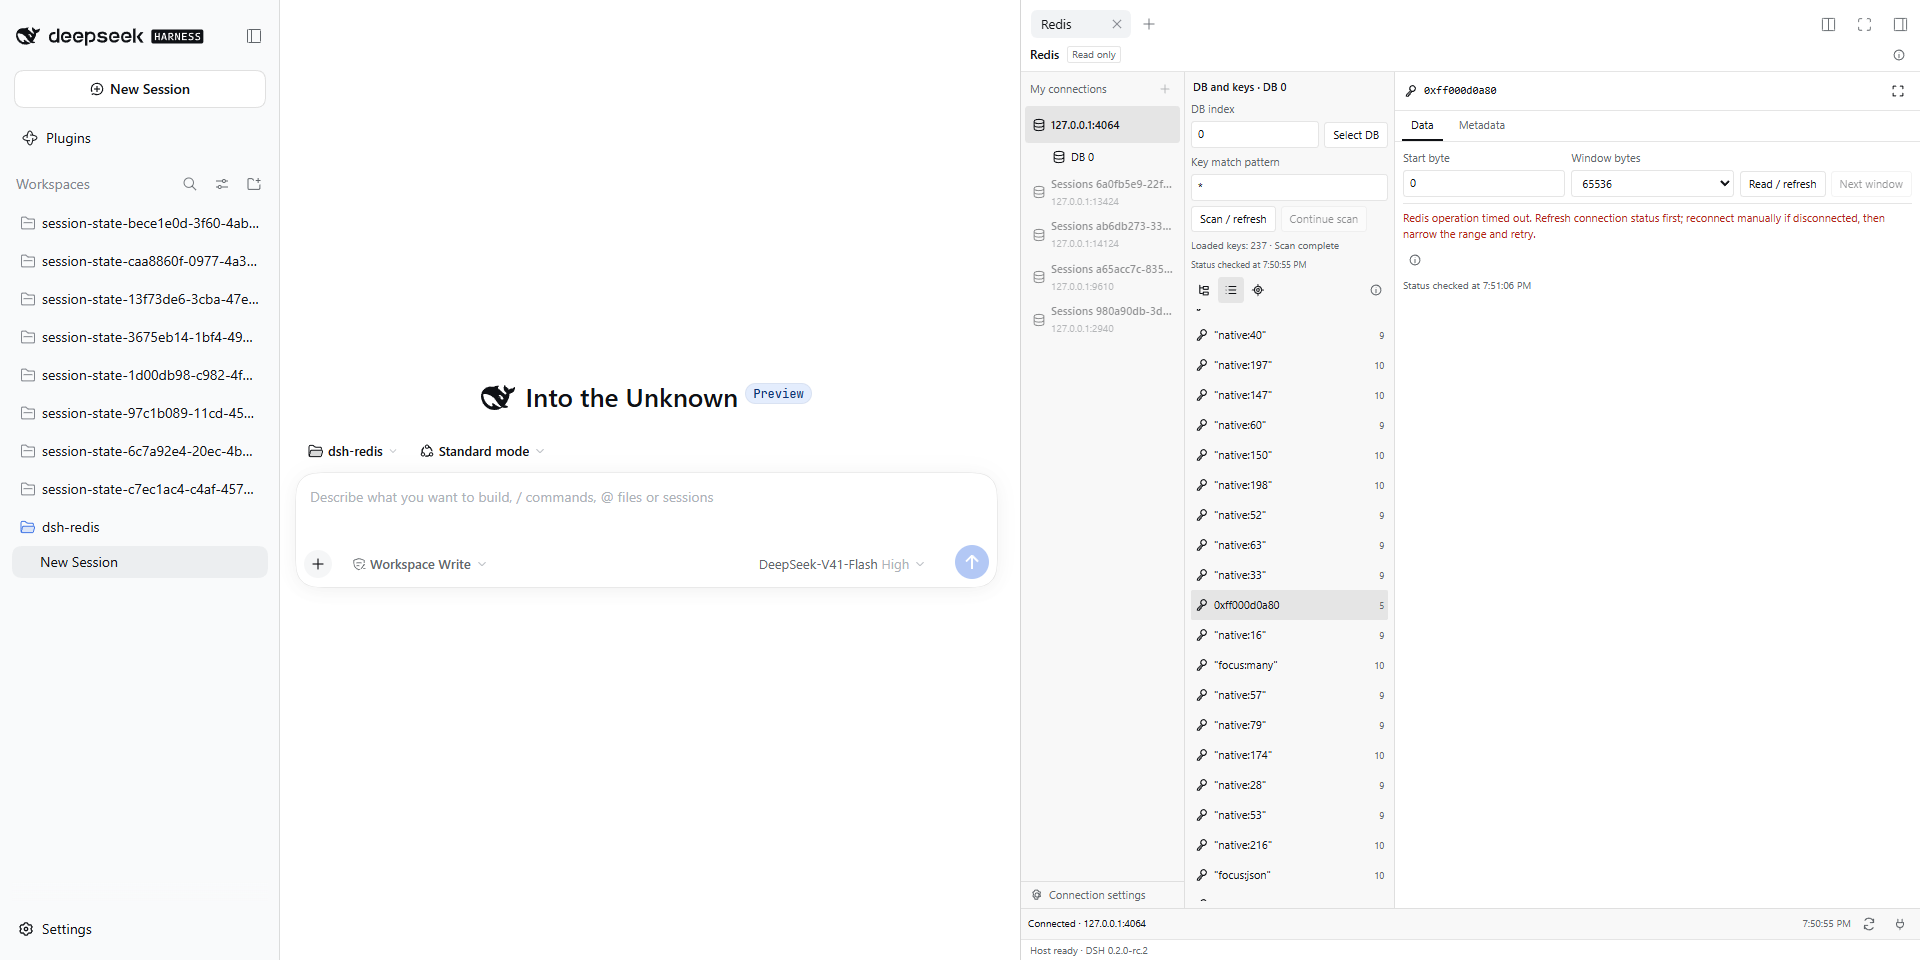 deepseek HARNESS
New Session
Plugins
Workspaces
session-state-bece1e0d-3f60-4ab...
session-state-caa8860f-0977-4a3...
session-state-13f73de6-3cba-47e...
session-state-3675eb14-1bf4-49...
session-state-1d00db98-c982-4f...
session-state-97c1b089-11cd-45...
session-state-6c7a92e4-20ec-4b...
session-state-c7ec1ac4-c4af-457...
dsh-redis
New Session
Settings
Into the Unknown Preview
dsh-redis Standard mode
Describe what you want to build, / commands, @ files or sessions
Workspace Write DeepSeek-V41-Flash High
Redis
Redis Read only
My connections
127.0.0.1:4064
DB 0
Sessions 6a0fb5e9-22f...
127.0.0.1:13424
Sessions ab6db273-33...
127.0.0.1:14124
Sessions a65acc7c-835...
127.0.0.1:9610
Sessions 980a90db-3d...
127.0.0.1:2940
Connection settings
DB and keys · DB 0
DB index
0 Select DB
Key match pattern
*
Scan / refresh Continue scan
Loaded keys: 237 · Scan complete
Status checked at 7:50:55 PM
"native:40" 9
"native:197" 10
"native:147" 10
"native:60" 9
"native:150" 10
"native:198" 10
"native:52" 9
"native:63" 9
"native:33" 9
0xff000d0a80 5
"native:16" 9
"focus:many" 10
"native:57" 9
"native:79" 9
"native:174" 10
"native:28" 9
"native:53" 9
"native:216" 10
"focus:json" 10
0xff000d0a80
Data Metadata
Start byte Window bytes
0 65536 Read / refresh Next window
Redis operation timed out. Refresh connection status first; reconnect manually if disconnected, then
narrow the range and retry.
Status checked at 7:51:06 PM
Connected · 127.0.0.1:4064 7:50:55 PM
Host ready · DSH 0.2.0-rc.2